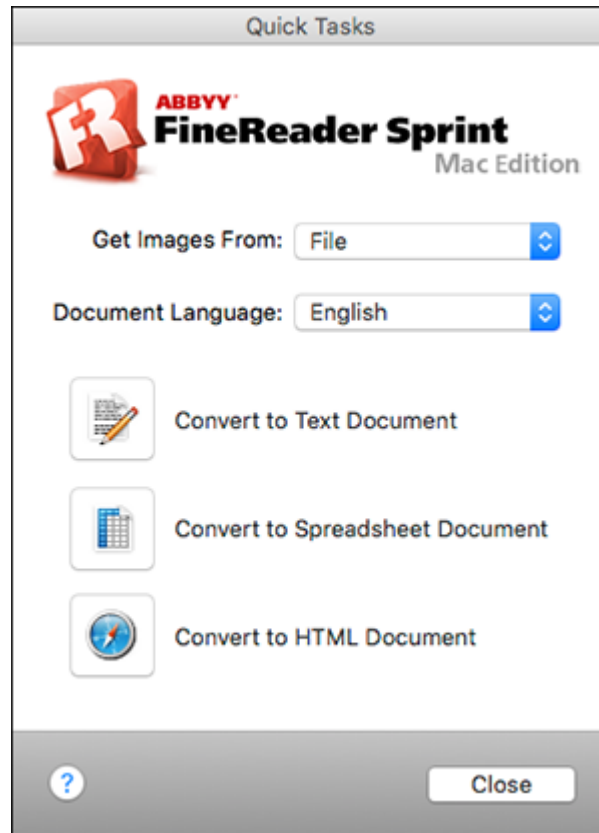 Quick Tasks
ABBYY
FineReader Sprint
Mac Edition
Get Images From: File
Document Language: English
Convert to Text Document
Convert to Spreadsheet Document
Convert to HTML Document
? Close